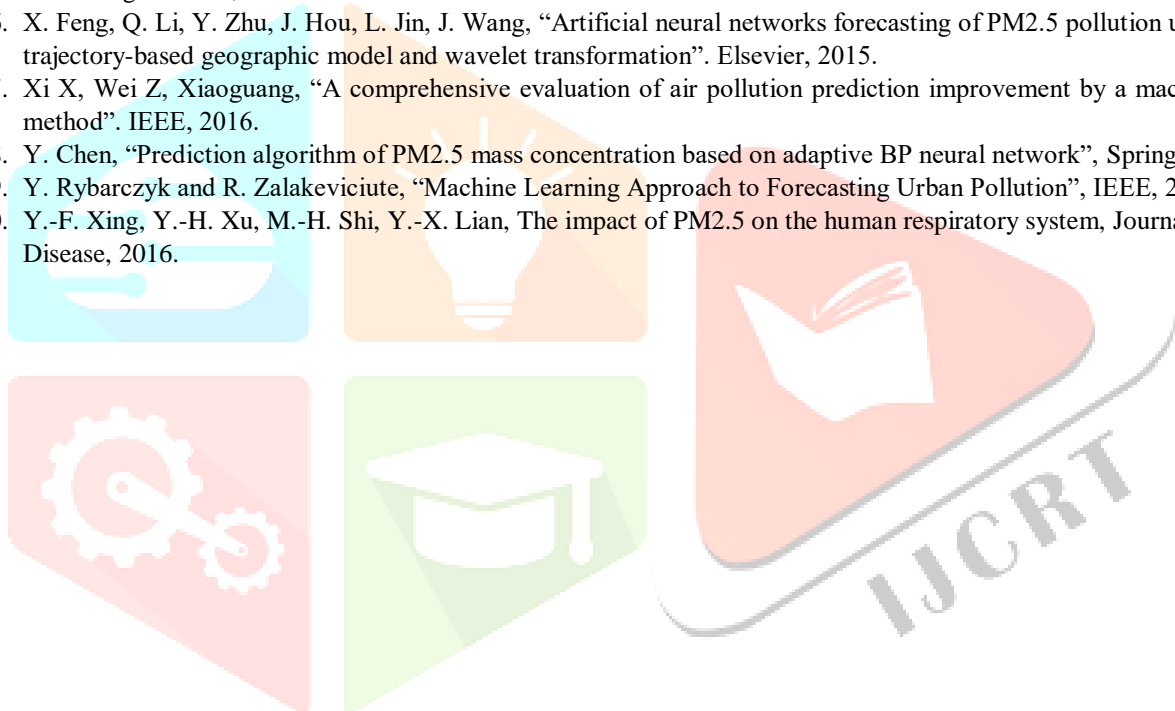 . X. Feng, Q. Li, Y. Zhu, J. Hou, L. Jin, J. Wang, “Artificial neural networks forecasting of PM2.5 pollution u
trajectory-based geographic model and wavelet transformation”. Elsevier, 2015.
. Xi X, Wei Z, Xiaoguang, “A comprehensive evaluation of air pollution prediction improvement by a mac
method”. IEEE, 2016.
. Y. Chen, “Prediction algorithm of PM2.5 mass concentration based on adaptive BP neural network”, Spring
. Y. Rybarczyk and R. Zalakeviciute, “Machine Learning Approach to Forecasting Urban Pollution”, IEEE, 2
. Y.-F. Xing, Y.-H. Xu, M.-H. Shi, Y.-X. Lian, The impact of PM2.5 on the human respiratory system, Journa
Disease, 2016.
IJCRT